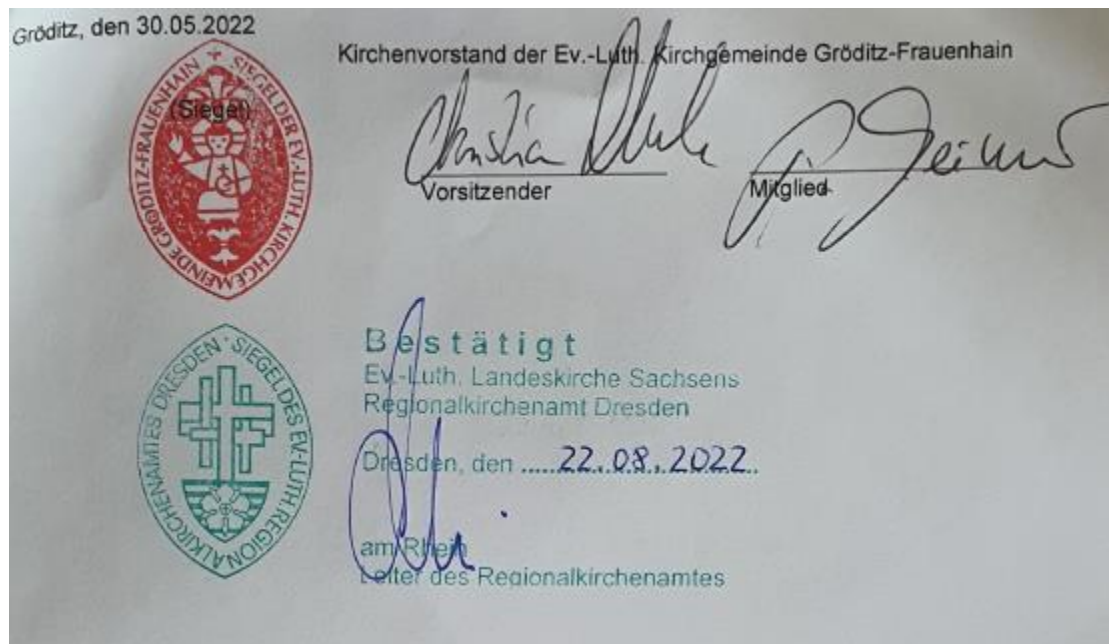 Gröditz, den 30.05.2022
Kirchenvorstand der Ev.-Luth. Kirchgemeinde Gröditz-Frauenhain
(Siegel)
SIEGEL DER EV.-LUTH. KIRCHGEMEINDE GRÖDITZ-FRAUENHAIN
Vorsitzender
Mitglied
SIEGEL DES EV-LUTH. REGIONALKIRCHENAMTES DRESDEN
Bestätigt
Ev.-Luth. Landeskirche Sachsens
Regionalkirchenamt Dresden
Dresden, den .....22.08.2022..
am Rhein
Leiter des Regionalkirchenamtes